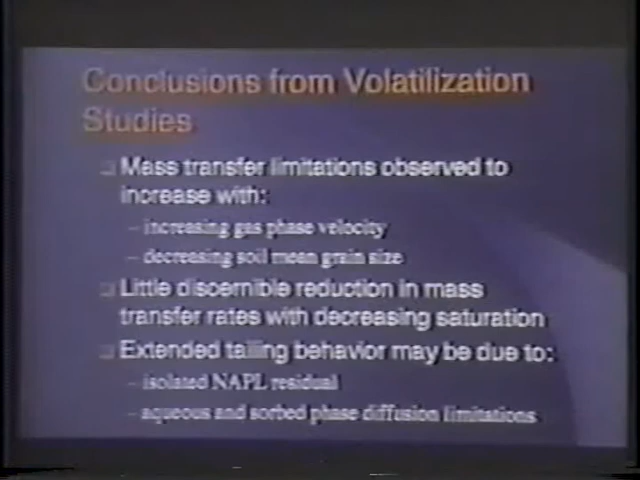 Conclusions from Volatilization
Studies
Mass transfer limitations observed to
increase with:
– increasing gas phase velocity
– decreasing soil mean grain size
Little discernible reduction in mass
transfer rates with decreasing saturation
Extended tailing behavior may be due to:
– isolated NAPL residual
– aqueous and sorbed phase diffusion limitations